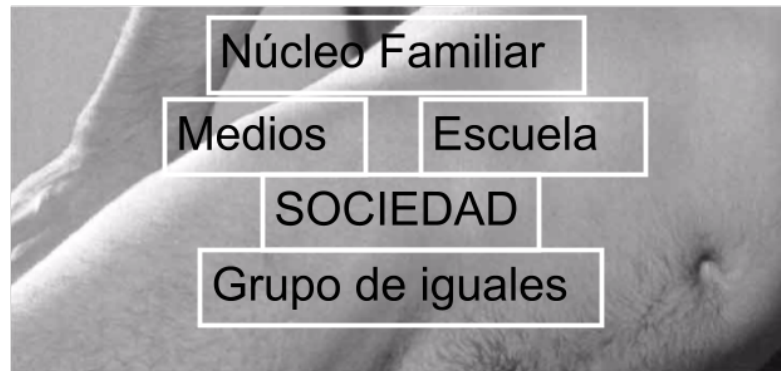 Núcleo Familiar
Medios Escuela
SOCIEDAD
Grupo de iguales